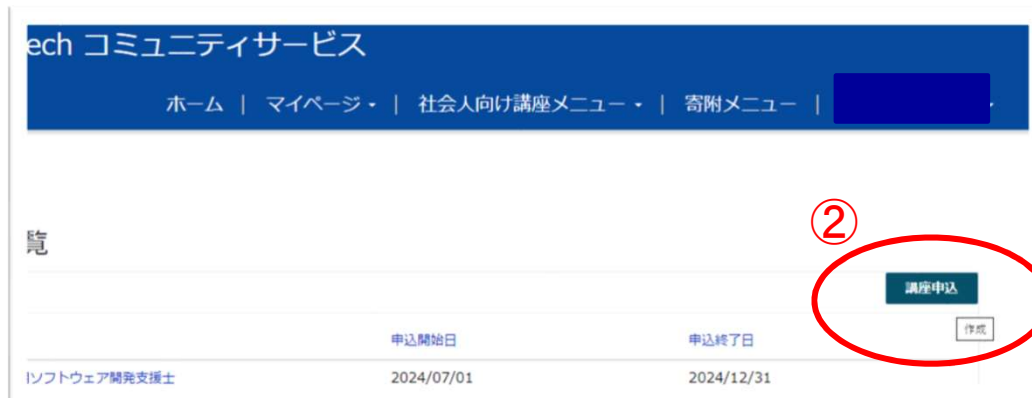 ech コミュニティサービス
ホーム | マイページ | 社会人向け講座メニュー | 寄附メニュー |
②
覧
講座申込
作成
申込開始日 申込終了日
ソフトウェア開発支援士 2024/07/01 2024/12/31